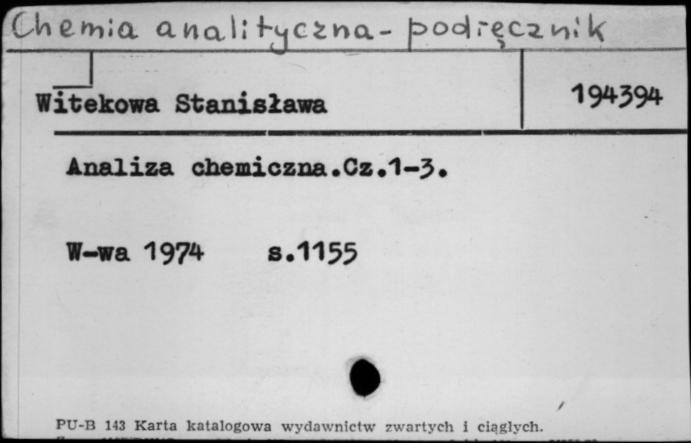 Chemia analityczna - podręcznik
Witekowa Stanisława
194394
Analiza chemiczna.Cz.1-3.
W-wa 1974 s.1155
PU-B 143 Karta katalogowa wydawnictw zwartych i ciągłych.